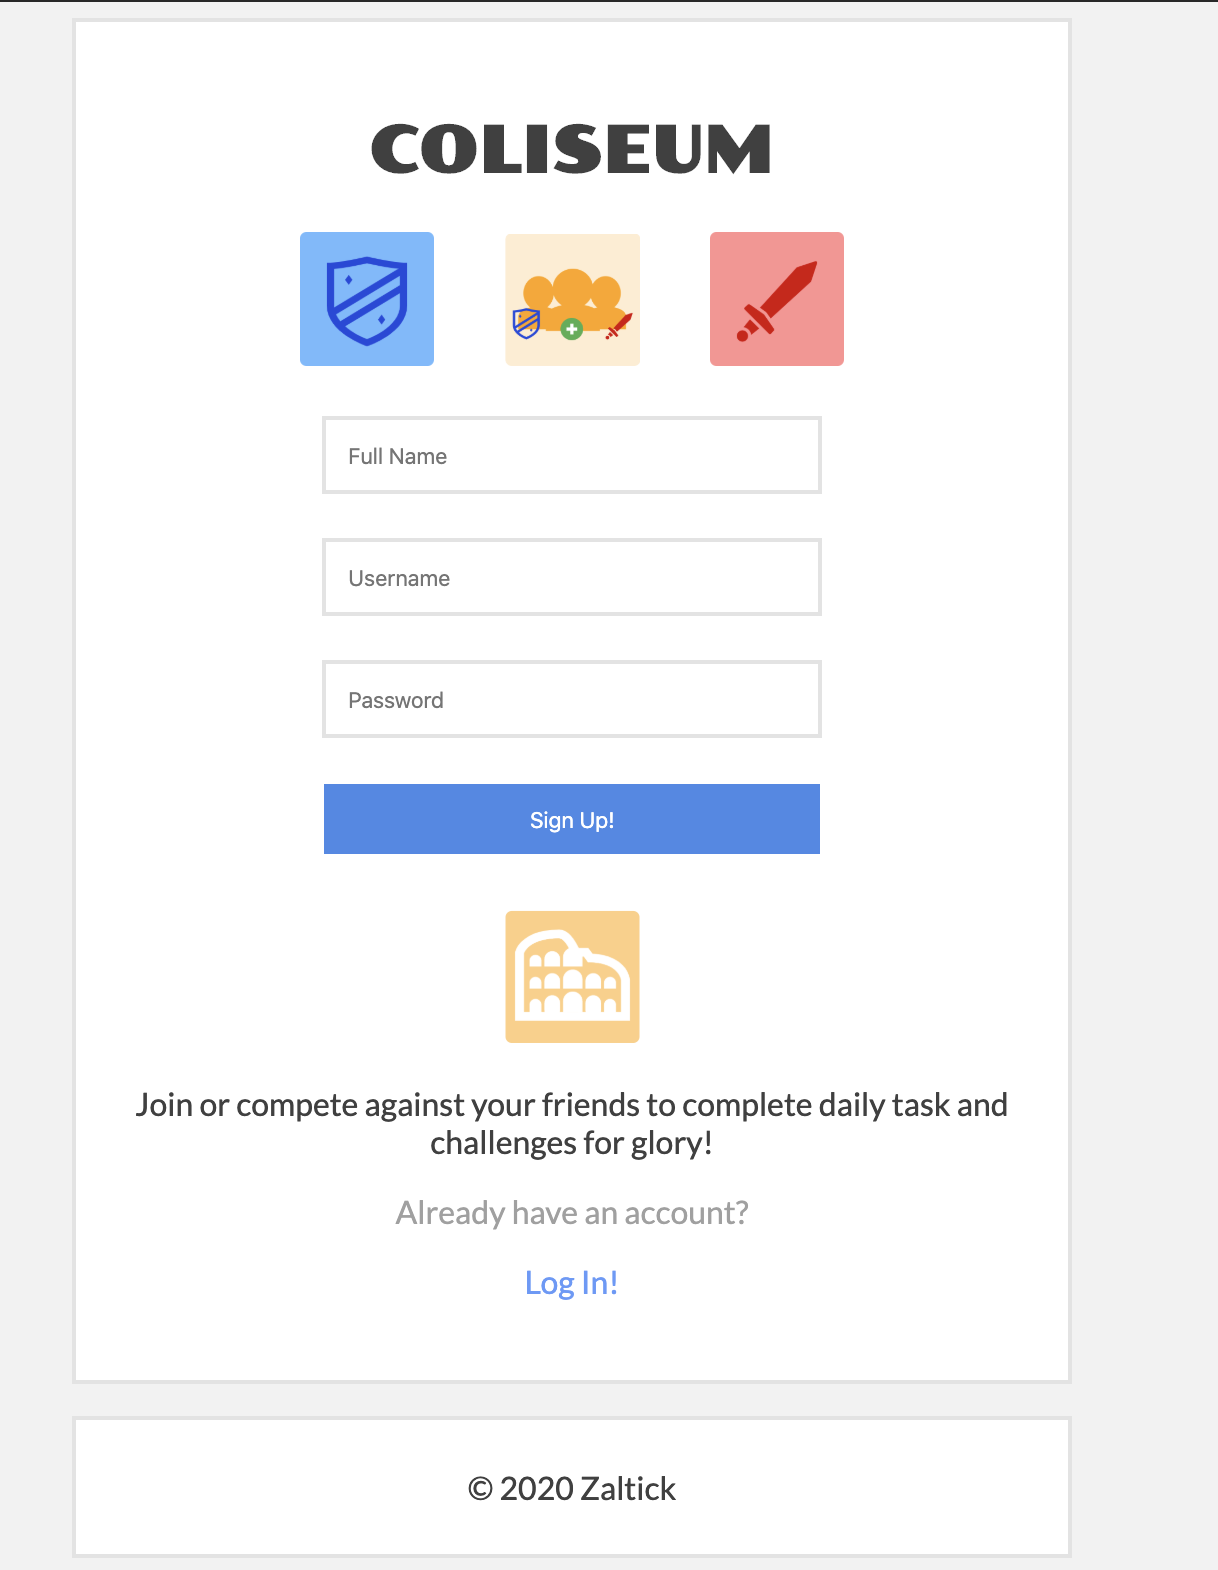 COLISEUM
Full Name
Username
Password
Sign Up!
Join or compete against your friends to complete daily task and
challenges for glory!
Already have an account?
Log In!
© 2020 Zaltick